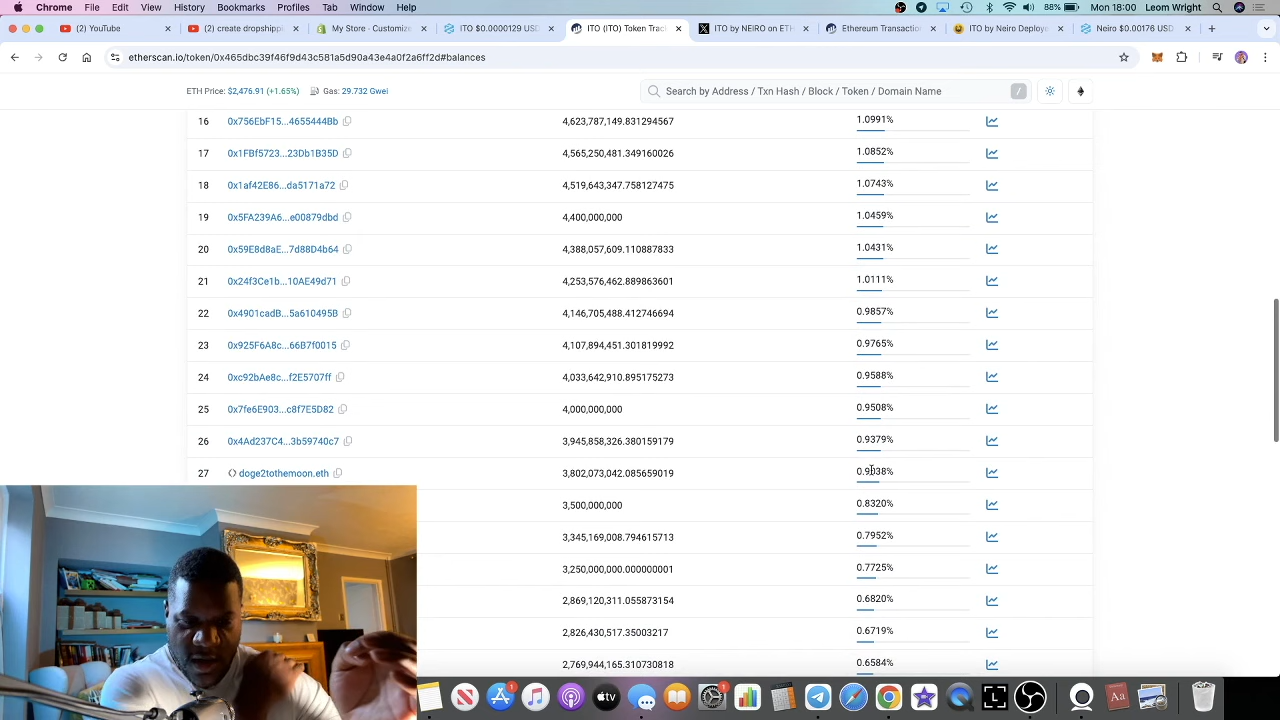 Chrome File Edit View History Bookmarks Profiles Tab Window Help 88% Mon 18:00 Leon Wright
(2) YouTube (2) create dropshipp My Store - Customize ITO $0.0000129 USD ITO (ITO) Token Track ITO by NEIRO on ETH Ethereum Transactio ITO by Neiro Deploye Neiro $0.00176 USD
etherscan.io/token/0x465dbc39f46f9d43c581a5d90a43e4a0f2a6ff2d#balances
ETH Price: $2,476.91 (+1.65%) Gas: 29.732 Gwei Search by Address / Txn Hash / Block / Token / Domain Name /
16 0x756EbF15...4655444Bb 4,623,787,149.831294567 1.0991%
17 0x1FBf5723...23Db1B35D 4,565,250,481.349160026 1.0852%
18 0x1af42E86...da5171a72 4,519,643,347.758127475 1.0743%
19 0x5FA239A6...e00879dbd 4,400,000,000 1.0459%
20 0x59E8d8aE...7d88D4b64 4,388,057,609.110887833 1.0431%
21 0x24f3Ce1b...10AE49d71 4,253,576,462.889863601 1.0111%
22 0x4901cadB...5a610495B 4,146,705,488.412746694 0.9857%
23 0x925F6A8c...66B7f0015 4,107,894,451.301819992 0.9765%
24 0xc92bAe8c...f2E5707ff 4,033,642,910.895175273 0.9588%
25 0x7fe6E903...c8f7E5D82 4,000,000,000 0.9508%
26 0x4Ad237C4...3b59740c7 3,945,858,326.380159179 0.9379%
27 doge2tothemoon.eth 3,802,073,042.085659019 0.9038%
3,500,000,000 0.8320%
3,345,169,008.794615713 0.7952%
3,250,000,000.000000001 0.7725%
2,869,120,311.055873154 0.6820%
2,826,430,517.35003217 0.6719%
2,769,944,165.310730818 0.6584%
tv Aa